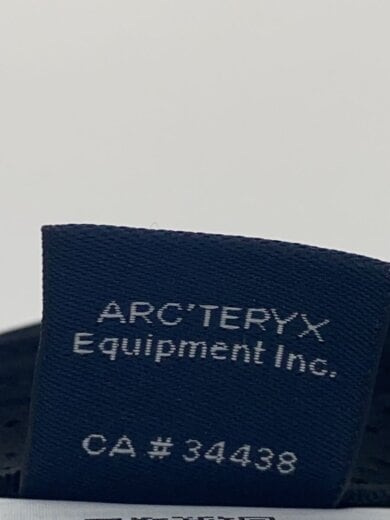 ARC'TERYX
Equipment Inc.
CA # 34438